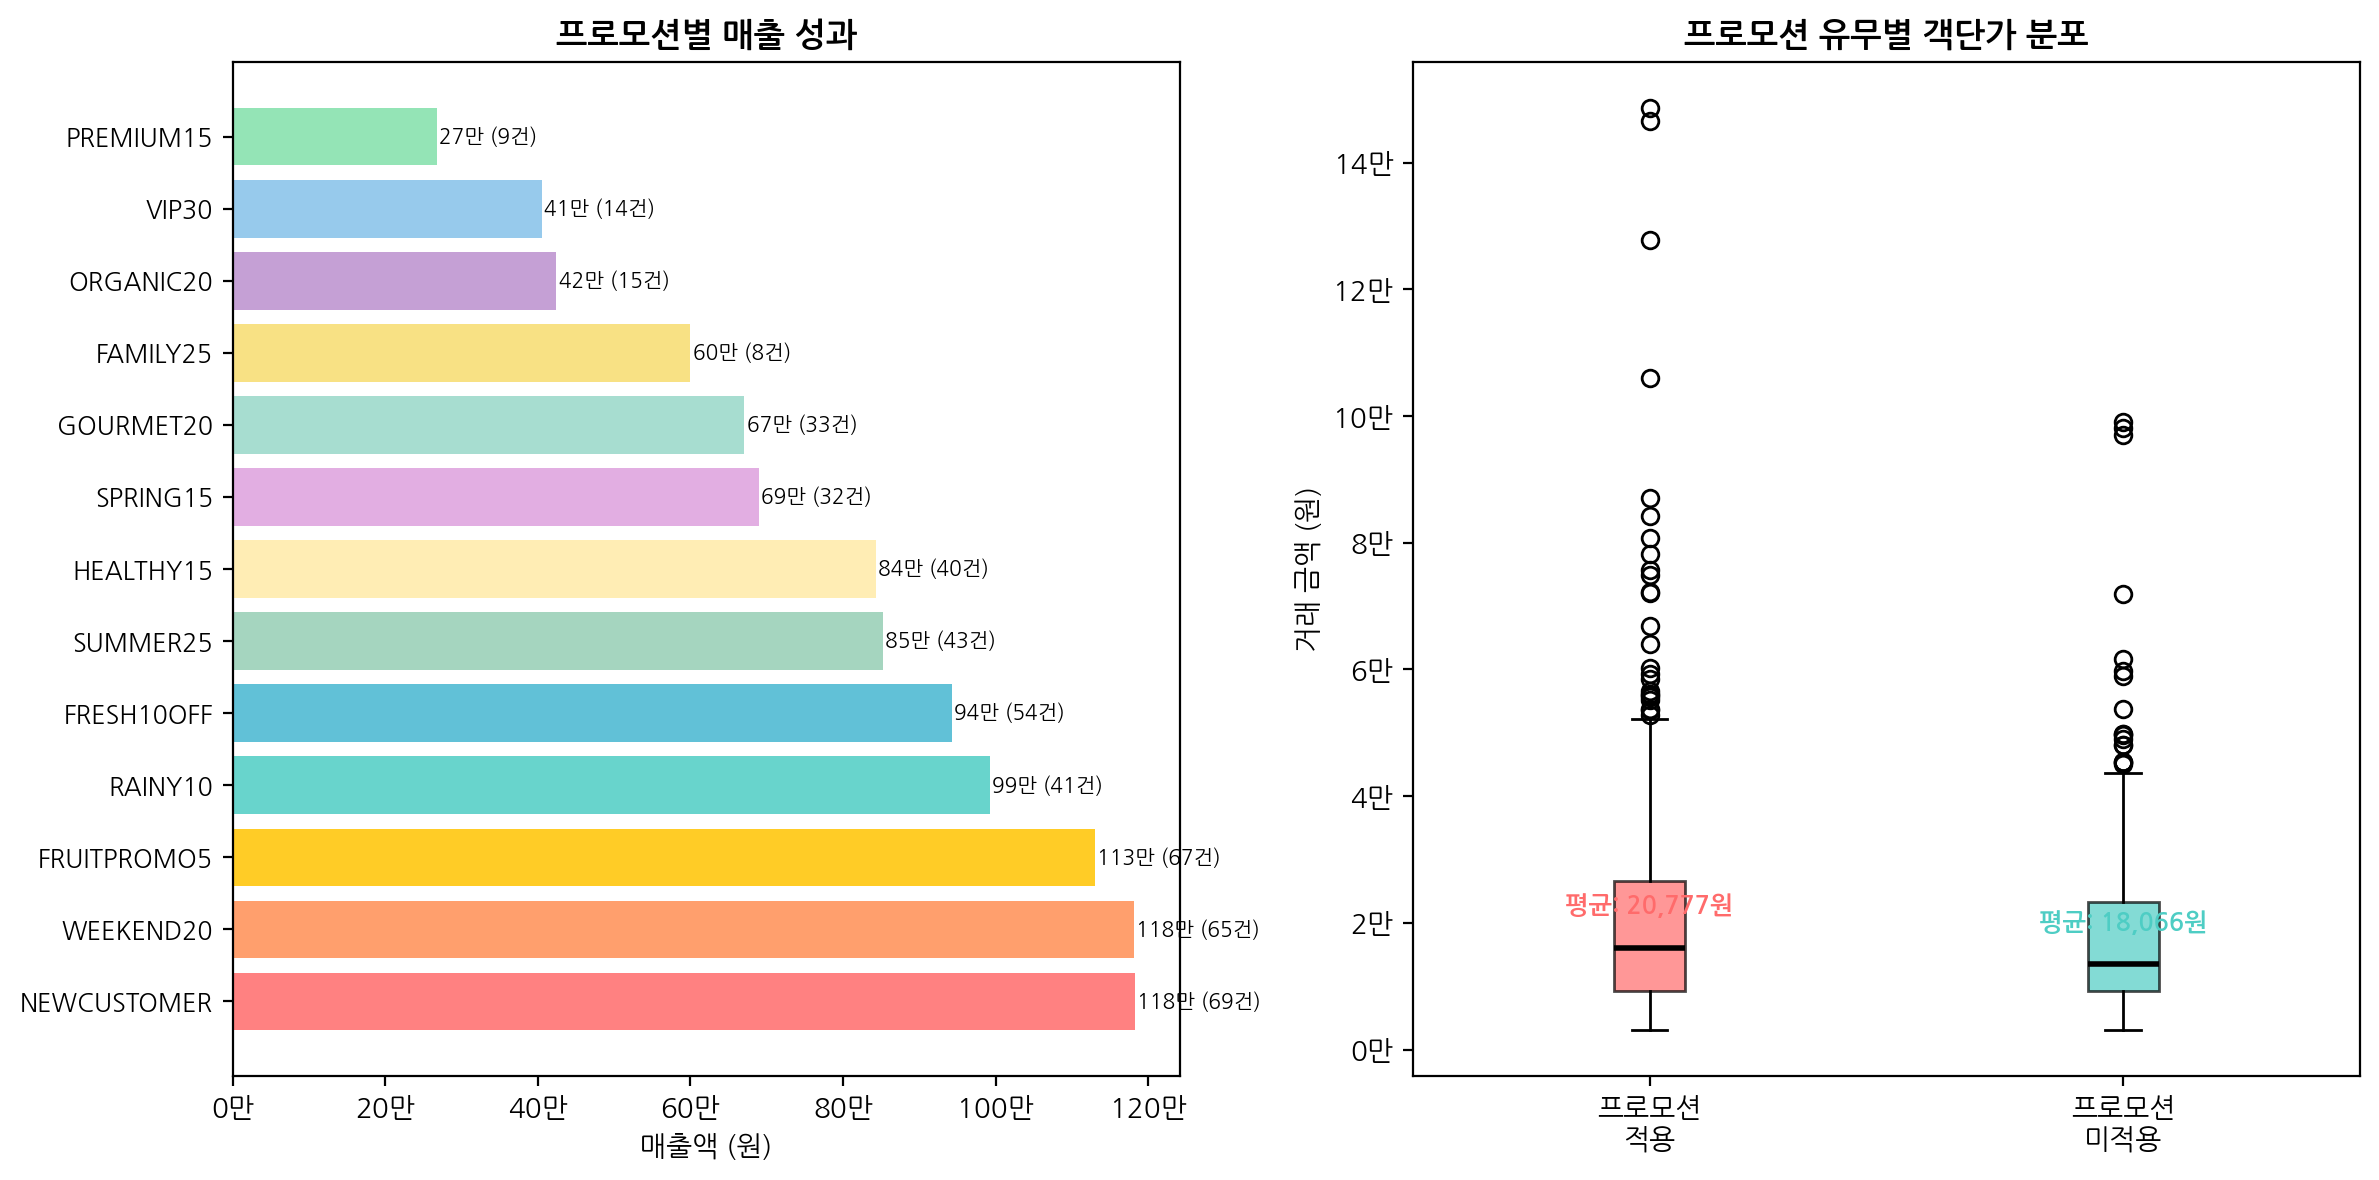 프로모션별 매출 성과
PREMIUM15
27만 (9건)
VIP30
41만 (14건)
ORGANIC20
42만 (15건)
FAMILY25
60만 (8건)
GOURMET20
67만 (33건)
SPRING15
69만 (32건)
HEALTHY15
84만 (40건)
SUMMER25
85만 (43건)
FRESH10OFF
94만 (54건)
RAINY10
99만 (41건)
FRUITPROMO5
113만 (67건)
WEEKEND20
118만 (65건)
NEWCUSTOMER
118만 (69건)
0만
20만
40만
60만
80만
100만
120만
매출액 (원)
프로모션 유무별 객단가 분포
거래 금액 (원)
14만
12만
10만
8만
6만
4만
2만
0만
평균: 20,777원
평균: 18,066원
프로모션
적용
프로모션
미적용